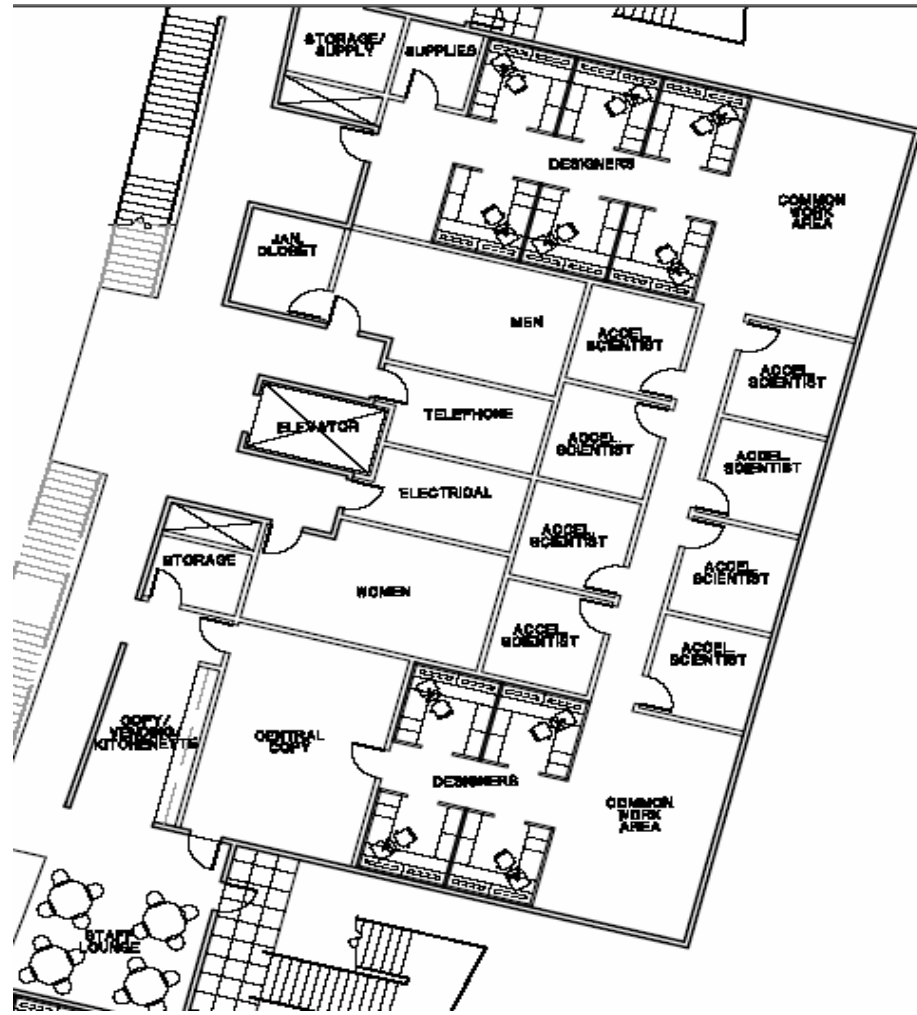 STORAGE/
SUPPLY
SUPPLIES
DESIGNERS
COMMON
WORK
AREA
JAN.
CLOSET
MEN
ACCEL.
SCIENTIST
ACCEL.
SCIENTIST
TELEPHONE
ELEVATOR
ACCEL.
SCIENTIST
ACCEL.
SCIENTIST
ELECTRICAL
ACCEL.
SCIENTIST
ACCEL.
SCIENTIST
STORAGE
WOMEN
ACCEL.
SCIENTIST
ACCEL.
SCIENTIST
COPY/
VENDING/
KITCHENETTE
CENTRAL
COPY
DESIGNERS
COMMON
WORK
AREA
STAFF
LOUNGE